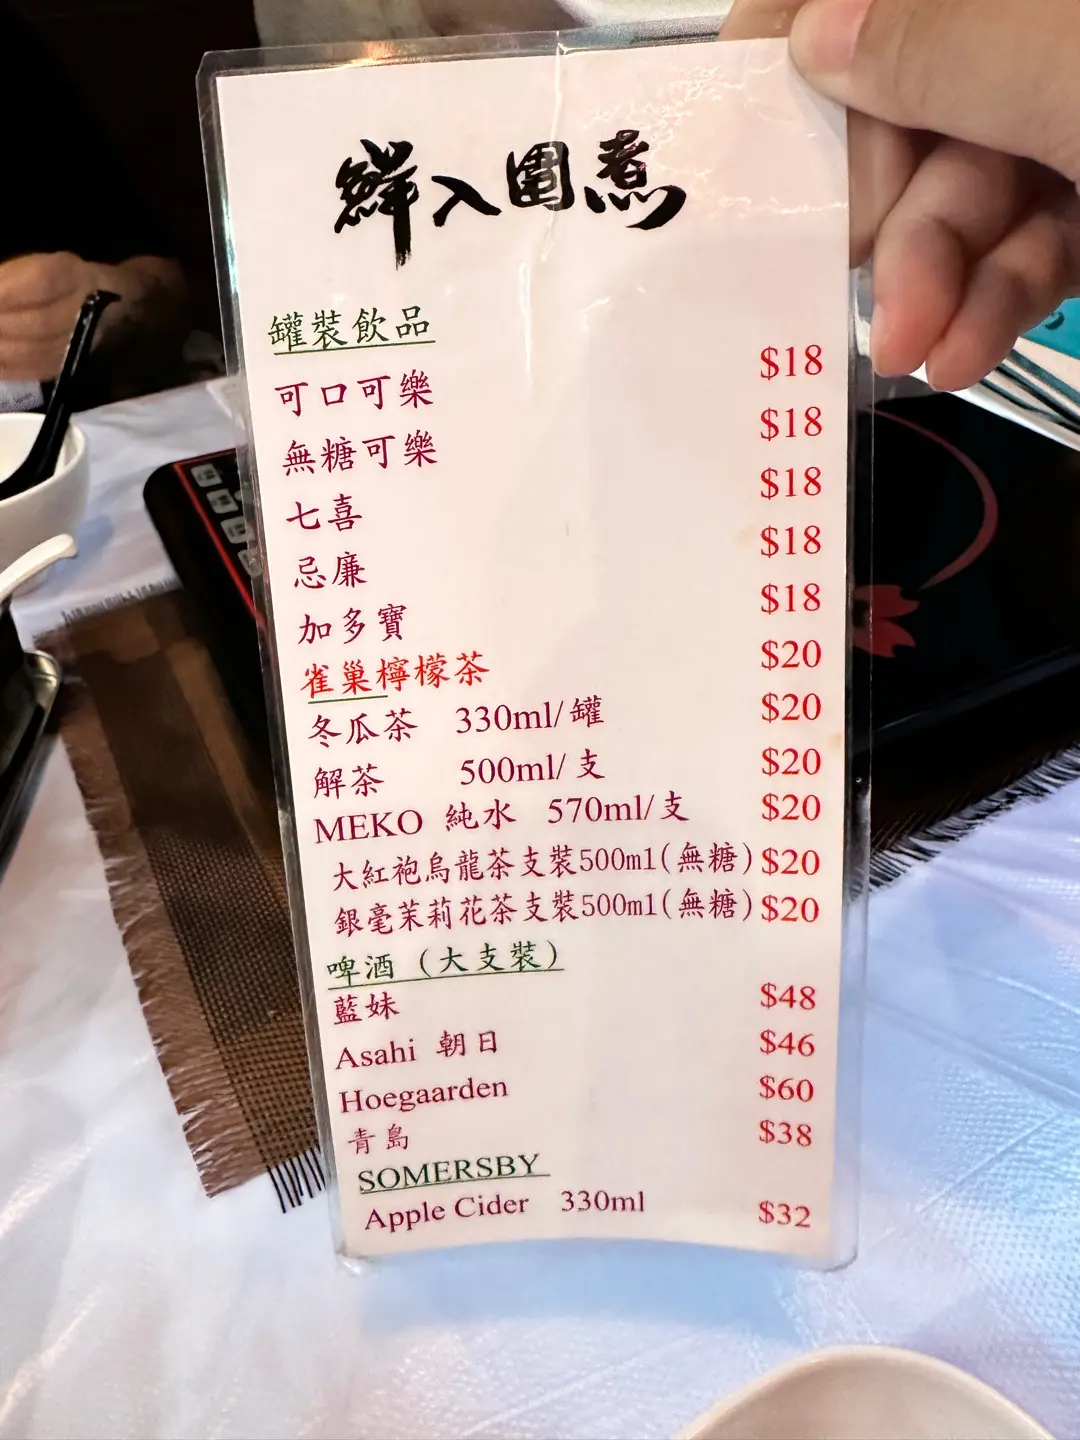 鮮入圍煮
罐裝飲品
可口可樂 $18
無糖可樂 $18
七喜 $18
忌廉 $18
加多寶 $18
雀巢檸檬茶 $20
冬瓜茶 330ml/罐 $20
解茶 500ml/支 $20
MEKO 純水 570ml/支 $20
大紅袍烏龍茶支裝500ml(無糖) $20
銀毫茉莉花茶支裝500ml(無糖) $20
啤酒（大支裝）
藍妹 $48
Asahi 朝日 $46
Hoegaarden $60
青島 $38
SOMERSBY
Apple Cider 330ml $32